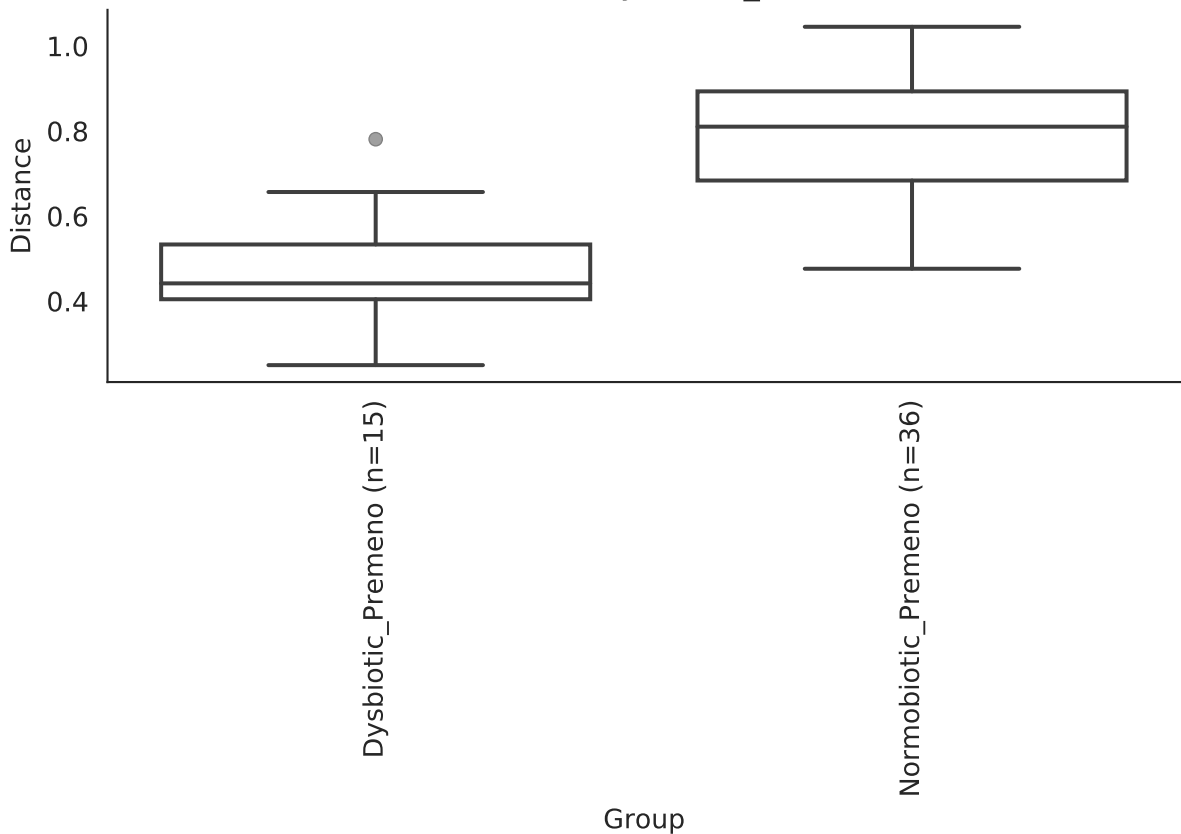 1.0
0.8
0.6
0.4
Distance
Dysbiotic_Premeno (n=15)
Normobiotic_Premeno (n=36)
Group